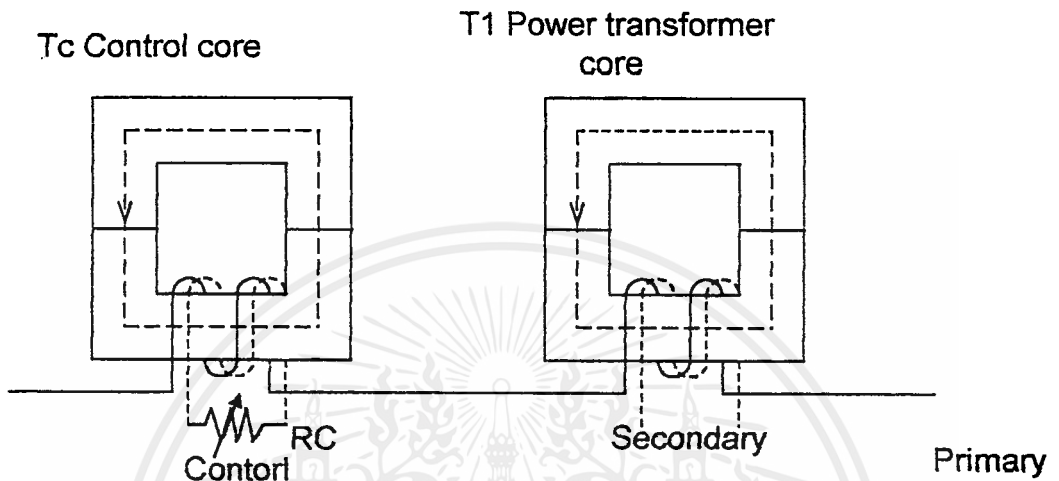 Tc Control core
T1 Power transformer
core
RC
Contorl
Secondary
Primary